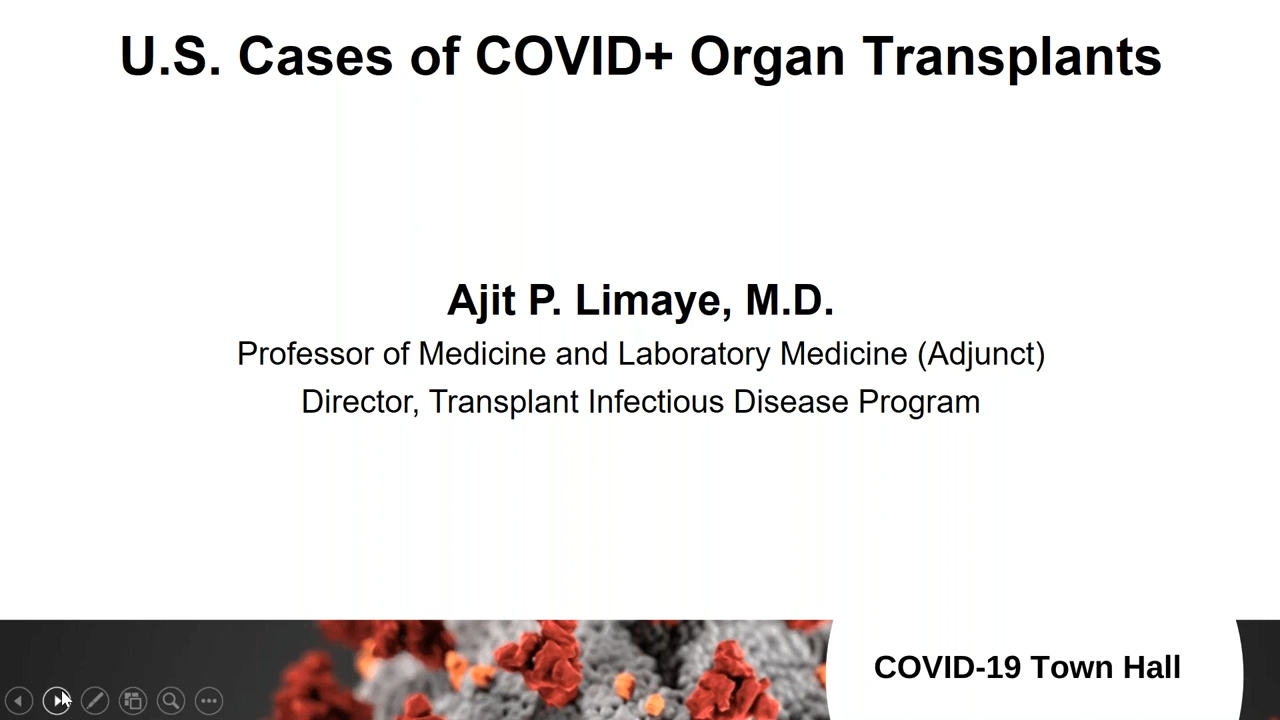 U.S. Cases of COVID+ Organ Transplants
Ajit P. Limaye, M.D.
Professor of Medicine and Laboratory Medicine (Adjunct)
Director, Transplant Infectious Disease Program
COVID-19 Town Hall